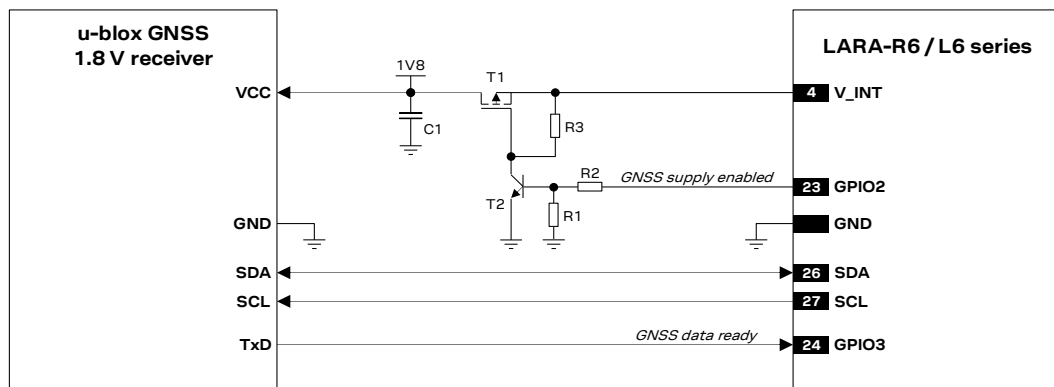 u-blox GNSS
1.8 V receiver
LARA-R6 / L6 series
1V8
T1
VCC
4 V_INT
C1
R3
R2
GNSS supply enabled
23 GPIO2
T2
R1
GND
GND
SDA
26 SDA
SCL
27 SCL
TxD
GNSS data ready
24 GPIO3